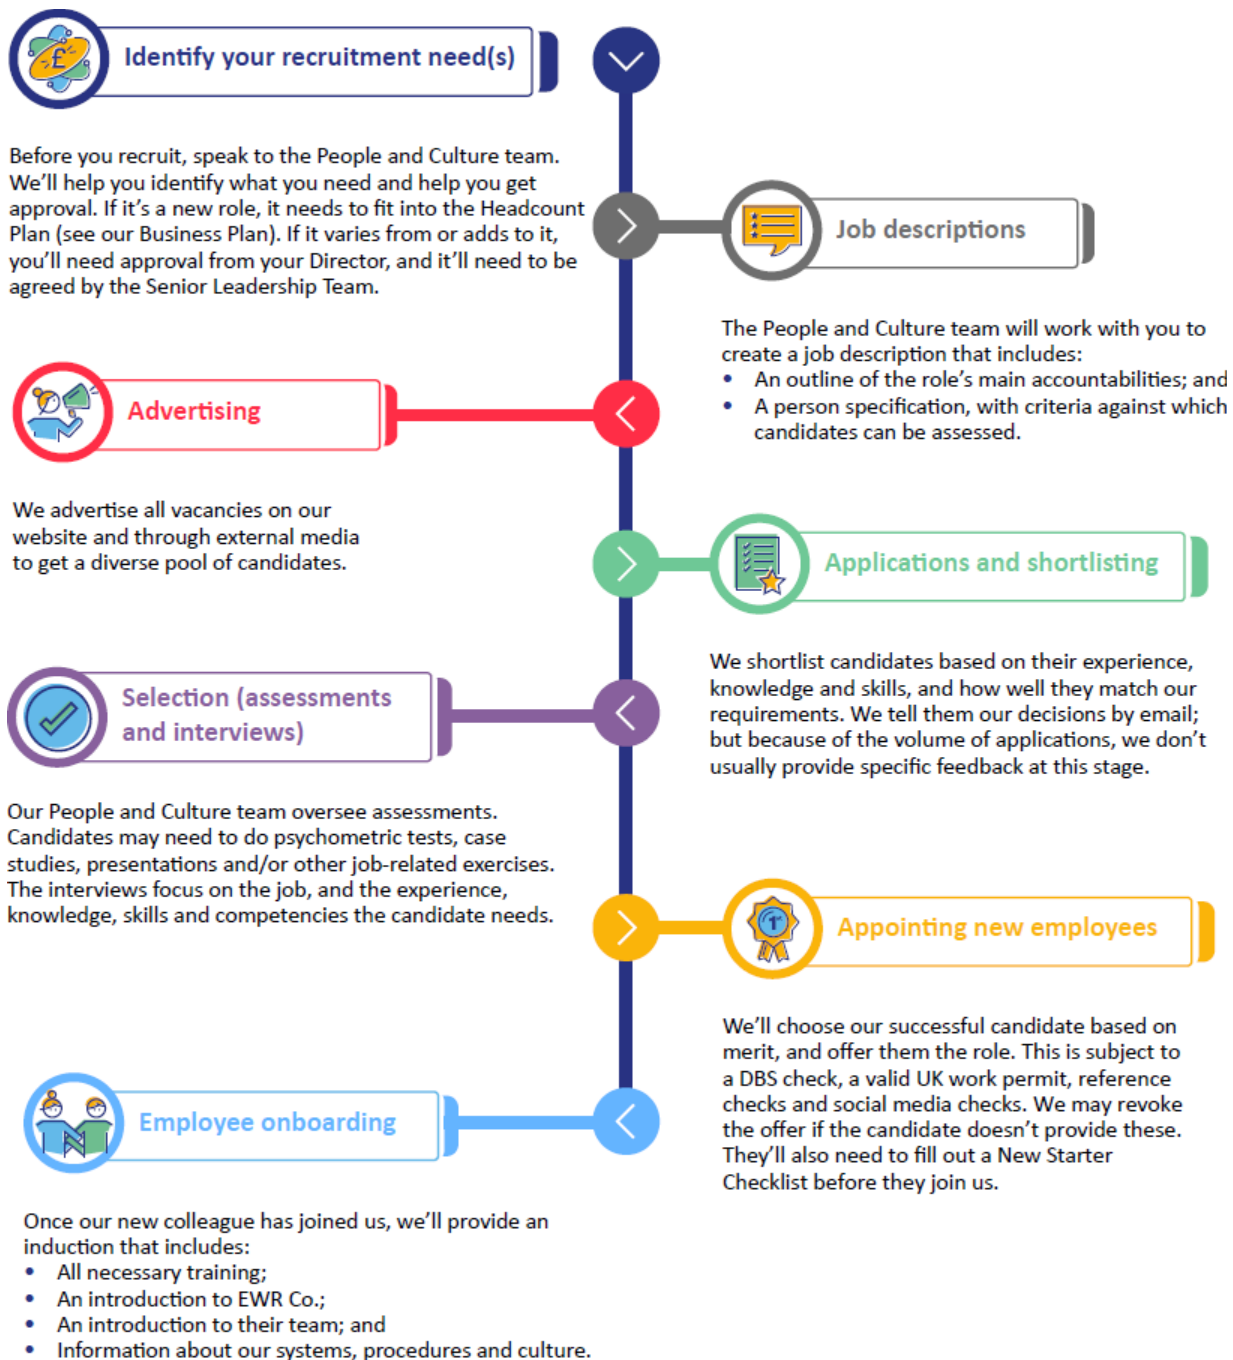 Identify your recruitment need(s)
Before you recruit, speak to the People and Culture team.
We'll help you identify what you need and help you get
approval. If it's a new role, it needs to fit into the Headcount
Plan (see our Business Plan). If it varies from or adds to it,
you'll need approval from your Director, and it'll need to be
agreed by the Senior Leadership Team.
Job descriptions
The People and Culture team will work with you to
create a job description that includes:
• An outline of the role's main accountabilities; and
• A person specification, with criteria against which
candidates can be assessed.
Advertising
We advertise all vacancies on our
website and through external media
to get a diverse pool of candidates.
Applications and shortlisting
We shortlist candidates based on their experience,
knowledge and skills, and how well they match our
requirements. We tell them our decisions by email;
but because of the volume of applications, we don't
usually provide specific feedback at this stage.
Selection (assessments
and interviews)
Our People and Culture team oversee assessments.
Candidates may need to do psychometric tests, case
studies, presentations and/or other job-related exercises.
The interviews focus on the job, and the experience,
knowledge, skills and competencies the candidate needs.
Appointing new employees
We'll choose our successful candidate based on
merit, and offer them the role. This is subject to
a DBS check, a valid UK work permit, reference
checks and social media checks. We may revoke
the offer if the candidate doesn't provide these.
They'll also need to fill out a New Starter
Checklist before they join us.
Employee onboarding
Once our new colleague has joined us, we'll provide an
induction that includes:
• All necessary training;
• An introduction to EWR Co.;
• An introduction to their team; and
• Information about our systems, procedures and culture.